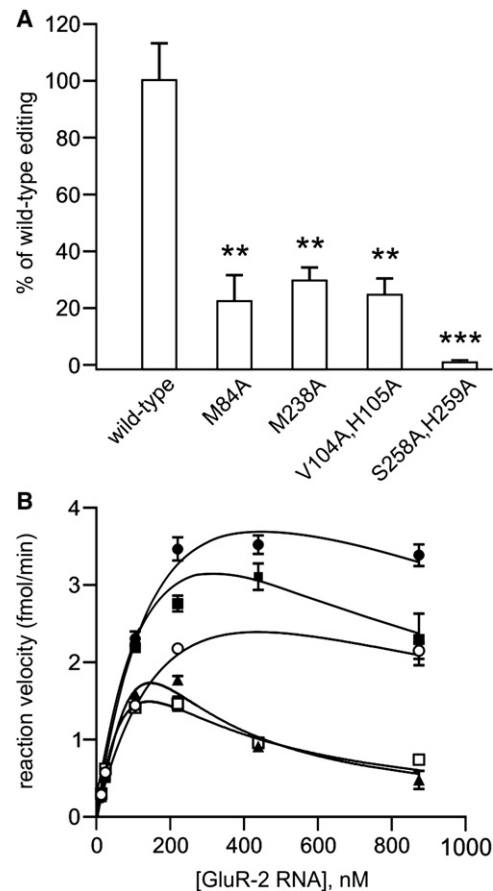 A
% of wild-type editing
120
100
80
60
40
20
0
**
**
**
***
wild-type
M84A
M238A
V104A,H105A
S258A,H259A
B
reaction velocity (fmol/min)
4
3
2
1
0
0 200 400 600 800 1000
[GluR-2 RNA], nM